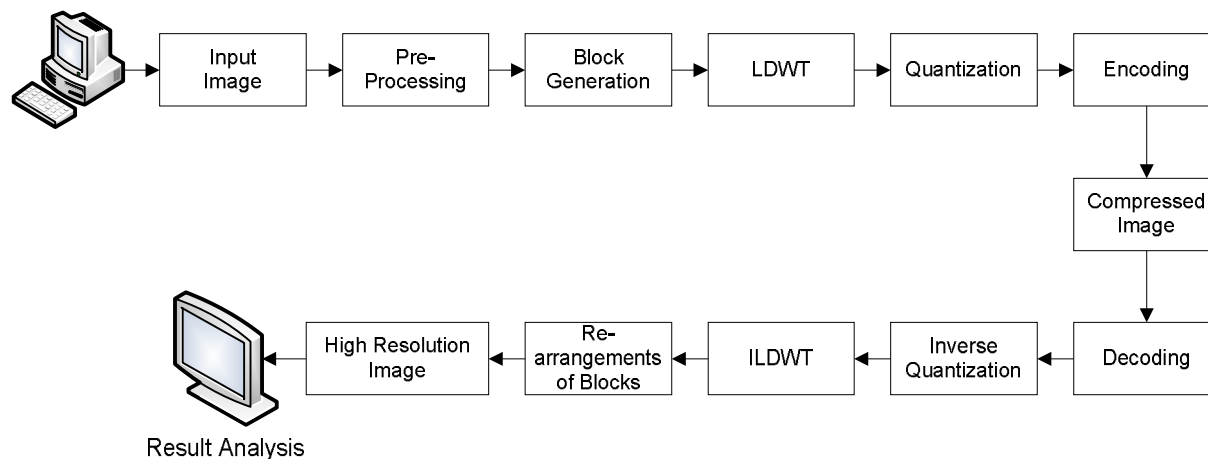 Input
Image
Pre-
Processing
Block
Generation
LDWT
Quantization
Encoding
Compressed
Image
Decoding
Inverse
Quantization
ILDWT
Re-
arrangements
of Blocks
High Resolution
Image
Result Analysis